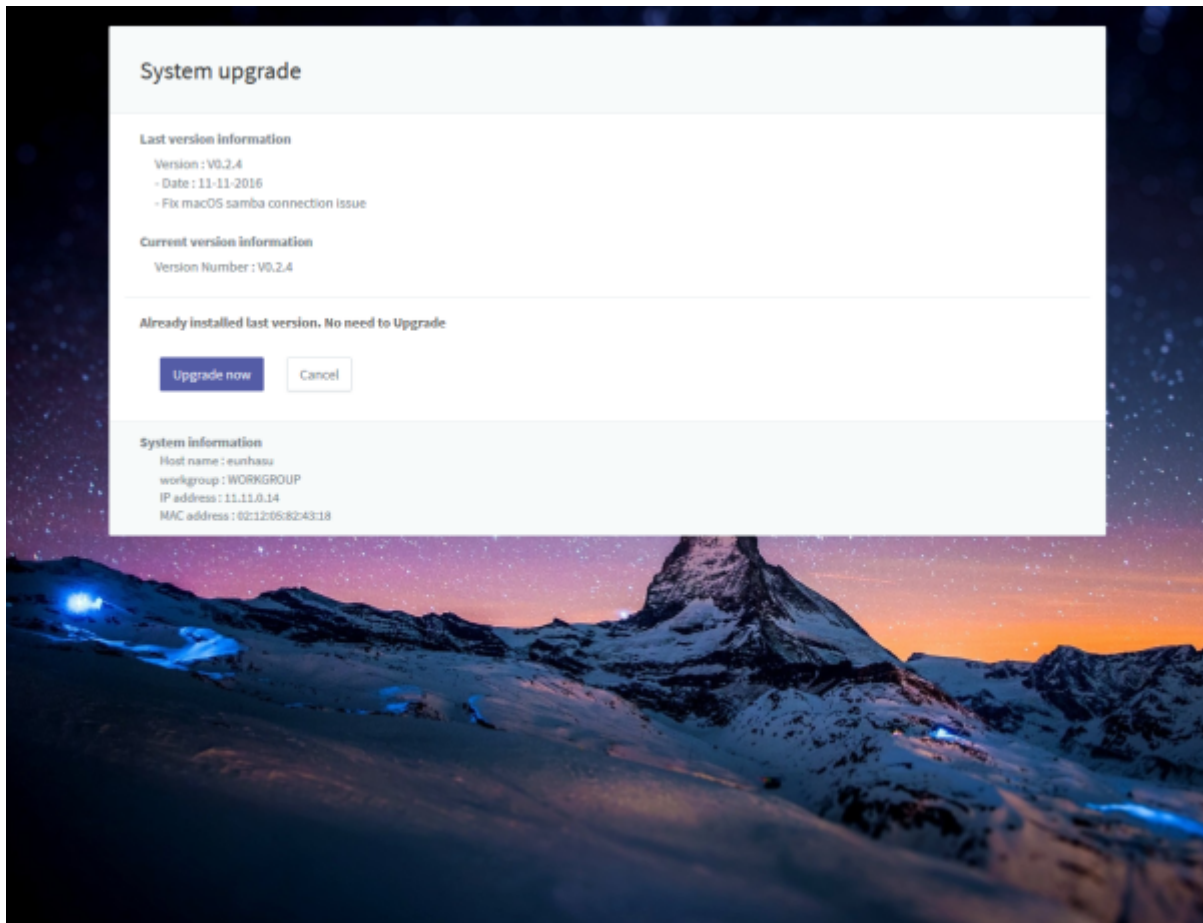 System upgrade
Last version information
Version : V0.2.4
- Date : 11-11-2016
- Fix macOS samba connection issue
Current version information
Version Number : V0.2.4
Already installed last version. No need to Upgrade
Upgrade now
Cancel
System information
Host name : eunhasu
workgroup : WORKGROUP
IP address : 11.11.0.14
MAC address : 02:12:05:82:43:18